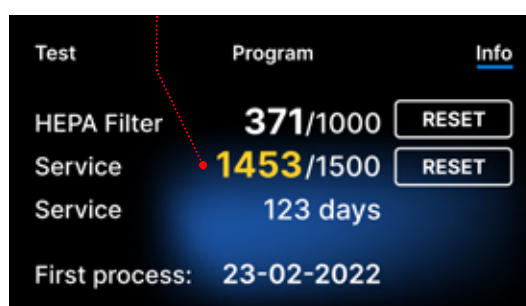 Test Program Info
HEPA Filter 371/1000 RESET
Service 1453/1500 RESET
Service 123 days
First process: 23-02-2022